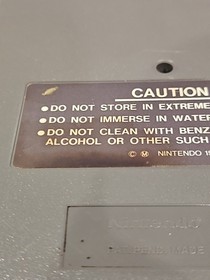 CAUTION
●DO NOT STORE IN EXTREME
●DO NOT IMMERSE IN WATER
●DO NOT CLEAN WITH BENZ
ALCOHOL OR OTHER SUCH
© Ⓜ NINTENDO 19